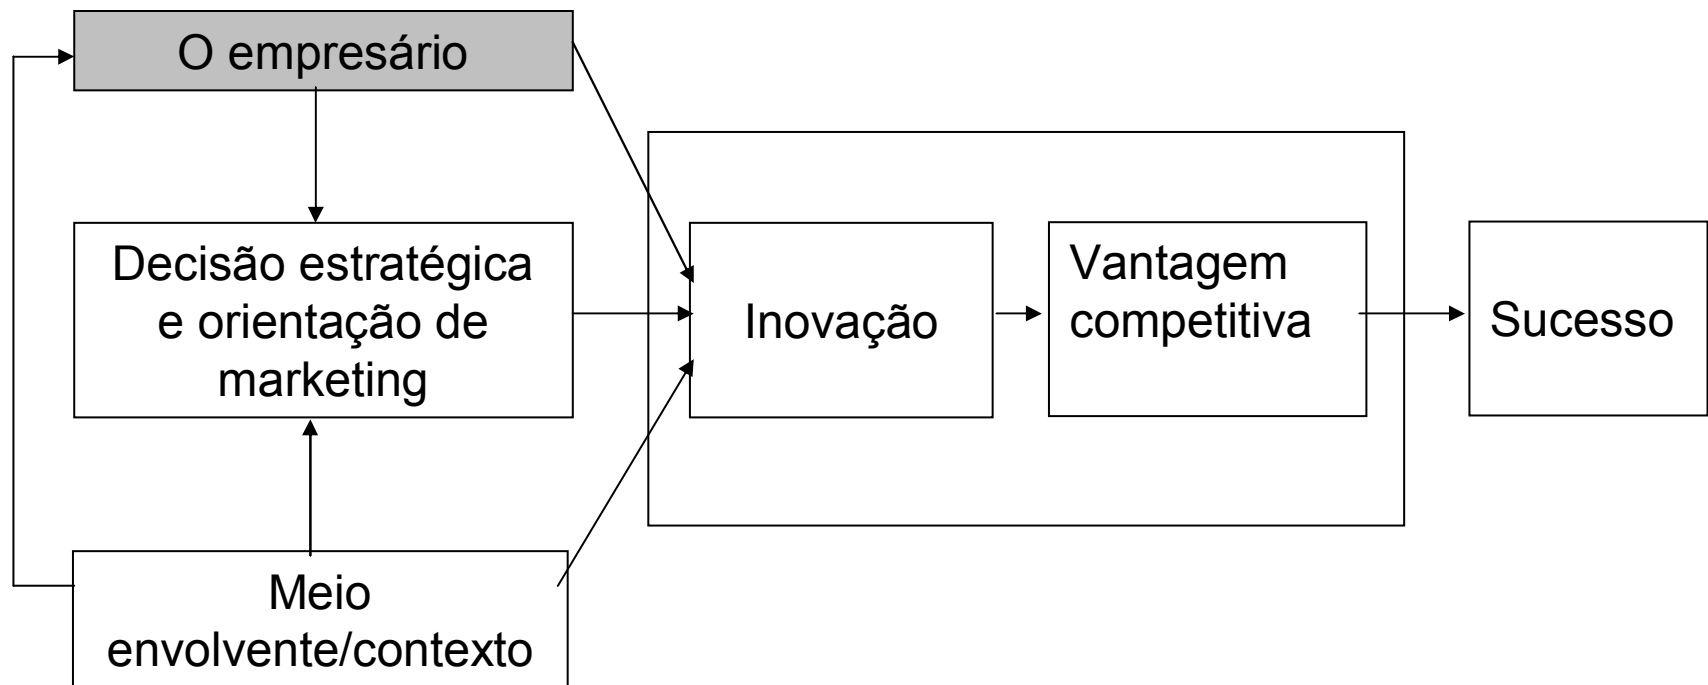 O empresário
Decisão estratégica
e orientação de
marketing
Inovação
Vantagem
competitiva
Sucesso
Meio
envolvente/contexto